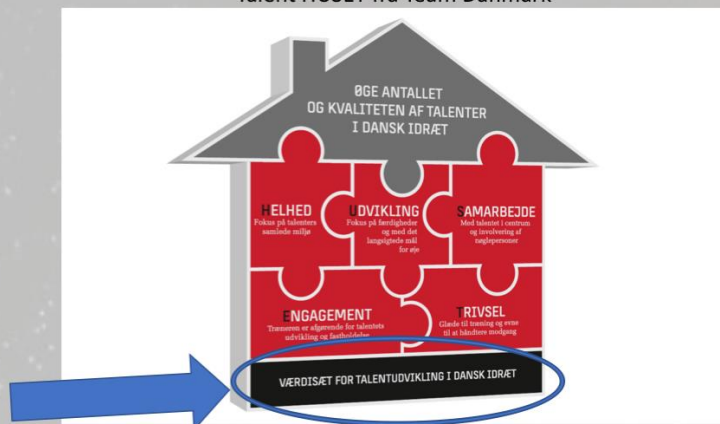 Talent HUSET fra Team Danmark
ØGE ANTALLET
OG KVALITETEN AF TALENTER
I DANSK IDRÆT
HELHED
Fokus på talenters
samlede miljø
UDVIKLING
Fokus på færdigheder
og med det
langsigtede mål
for øje
SAMARBEJDE
Med talentet i centrum
og involvering af
nøglepersoner
ENGAGEMENT
Træneren er afgørende for talentets
udvikling og fastholdelse
TRIVSEL
Glæde til træning og evne
til at håndtere modgang
VÆRDISÆT FOR TALENTUDVIKLING I DANSK IDRÆT